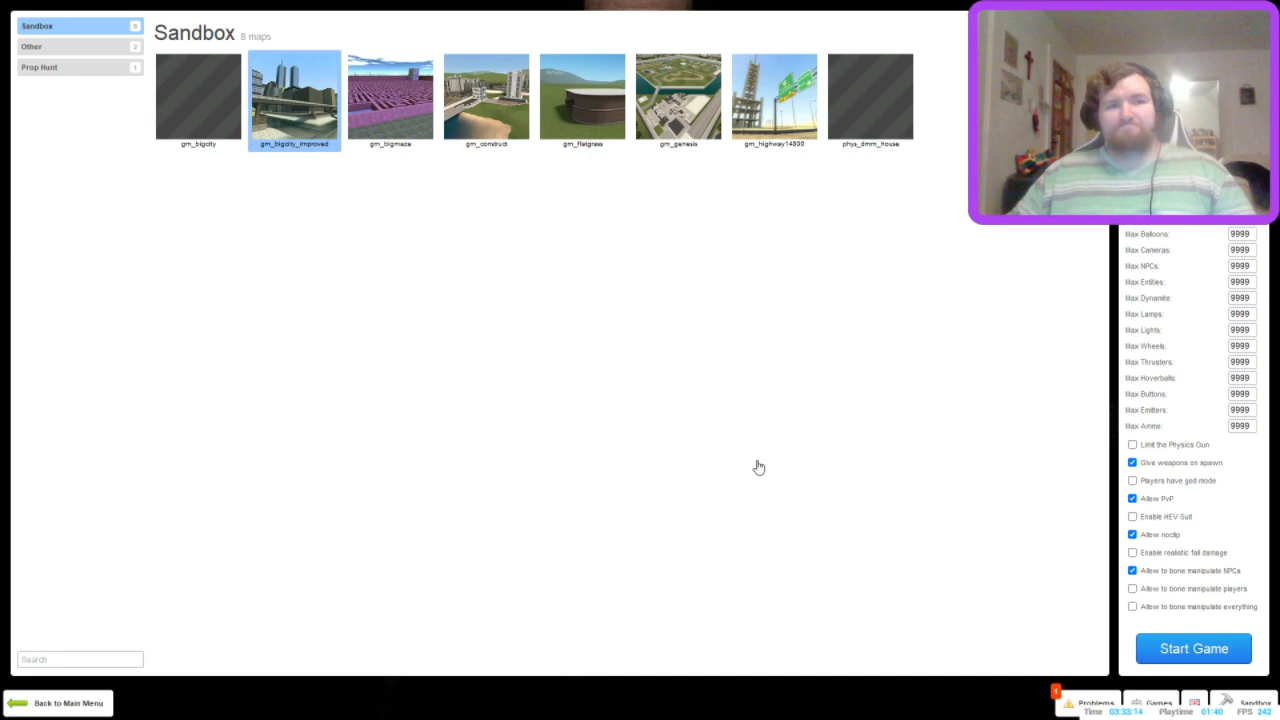 Sandbox 8
Other 2
Prop Hunt 1
Sandbox 8 maps
gm_bigcity
gm_bigcity_improved
gm_bigmaze
gm_construct
gm_flatgrass
gm_genesis
gm_highway14800
phys_dmm_house
Max Balloons: 9999
Max Cameras: 9999
Max NPCs: 9999
Max Entities: 9999
Max Dynamite: 9999
Max Lamps: 9999
Max Lights: 9999
Max Wheels: 9999
Max Thrusters: 9999
Max Hoverballs: 9999
Max Buttons: 9999
Max Emitters: 9999
Max Ammo: 9999
Limit the Physics Gun
Give weapons on spawn
Players have god mode
Allow PvP
Enable HEV Suit
Allow noclip
Enable realistic fall damage
Allow to bone manipulate NPCs
Allow to bone manipulate players
Allow to bone manipulate everything
Start Game
Search
Back to Main Menu
1
Problems
Games
Sandbox
Time 03:33:14 Playtime 01:40 FPS 242